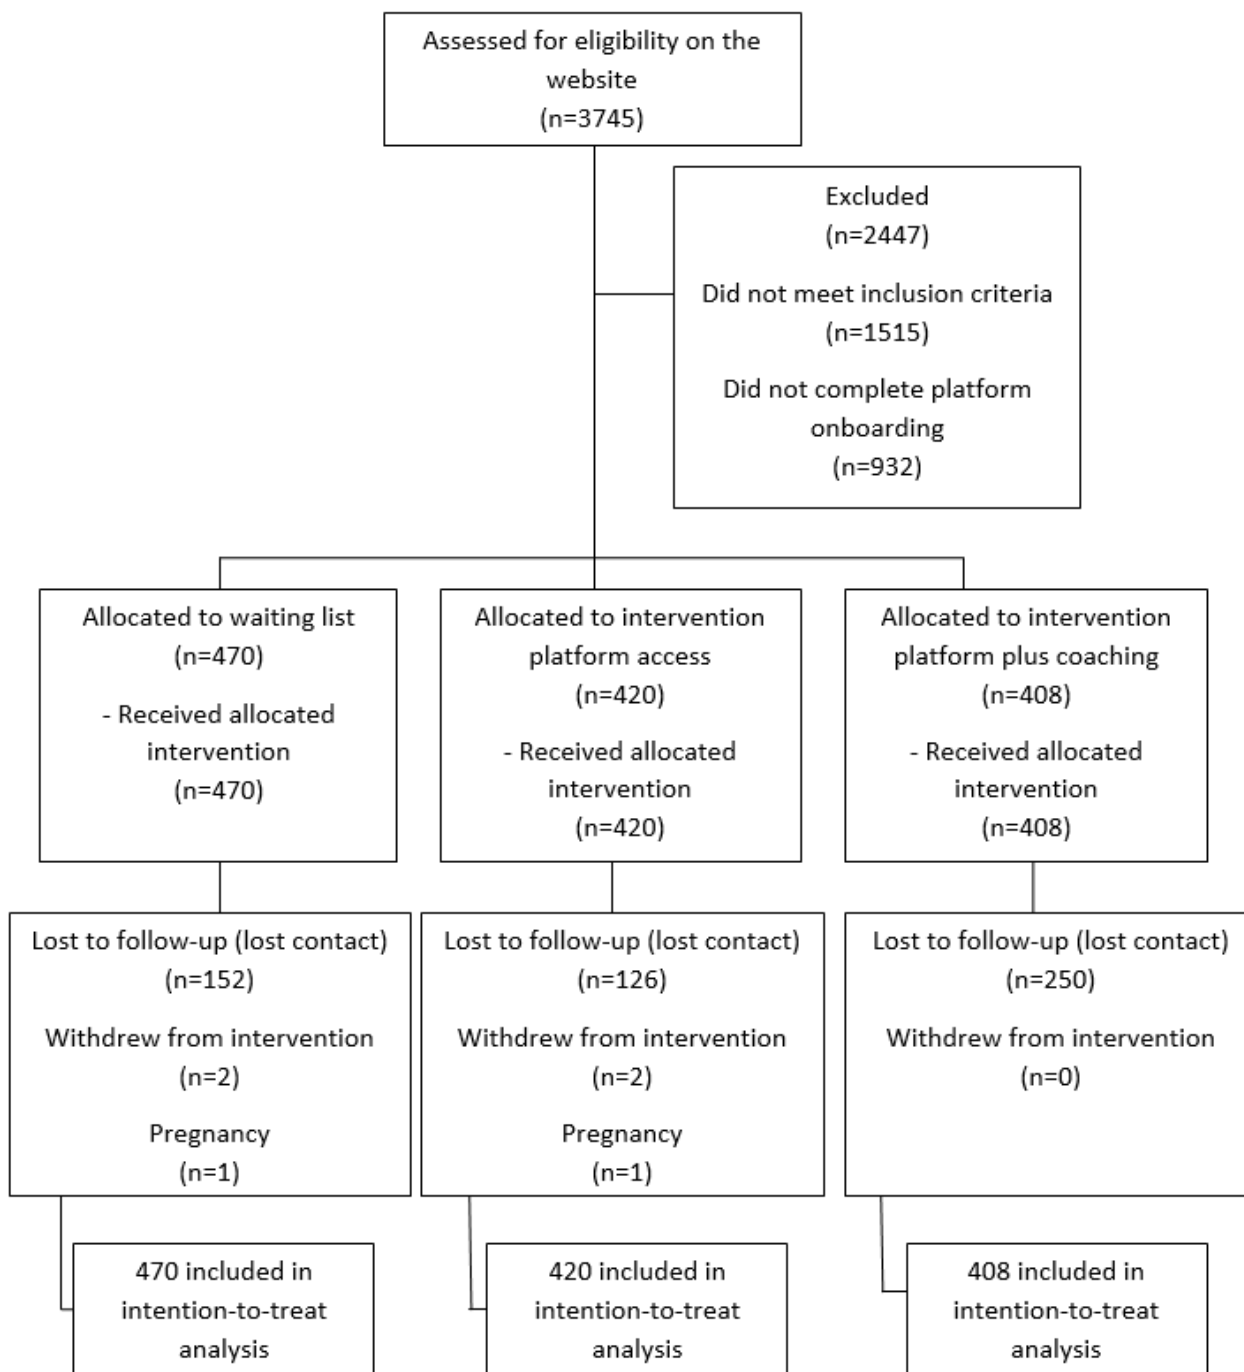 Assessed for eligibility on the
website
(n=3745)
Excluded
(n=2447)
Did not meet inclusion criteria
(n=1515)
Did not complete platform
onboarding
(n=932)
Allocated to waiting list
(n=470)
- Received allocated
intervention
(n=470)
Allocated to intervention
platform access
(n=420)
- Received allocated
intervention
(n=420)
Allocated to intervention
platform plus coaching
(n=408)
- Received allocated
intervention
(n=408)
Lost to follow-up (lost contact)
(n=152)
Withdrew from intervention
(n=2)
Pregnancy
(n=1)
Lost to follow-up (lost contact)
(n=126)
Withdrew from intervention
(n=2)
Pregnancy
(n=1)
Lost to follow-up (lost contact)
(n=250)
Withdrew from intervention
(n=0)
470 included in
intention-to-treat
analysis
420 included in
intention-to-treat
analysis
408 included in
intention-to-treat
analysis